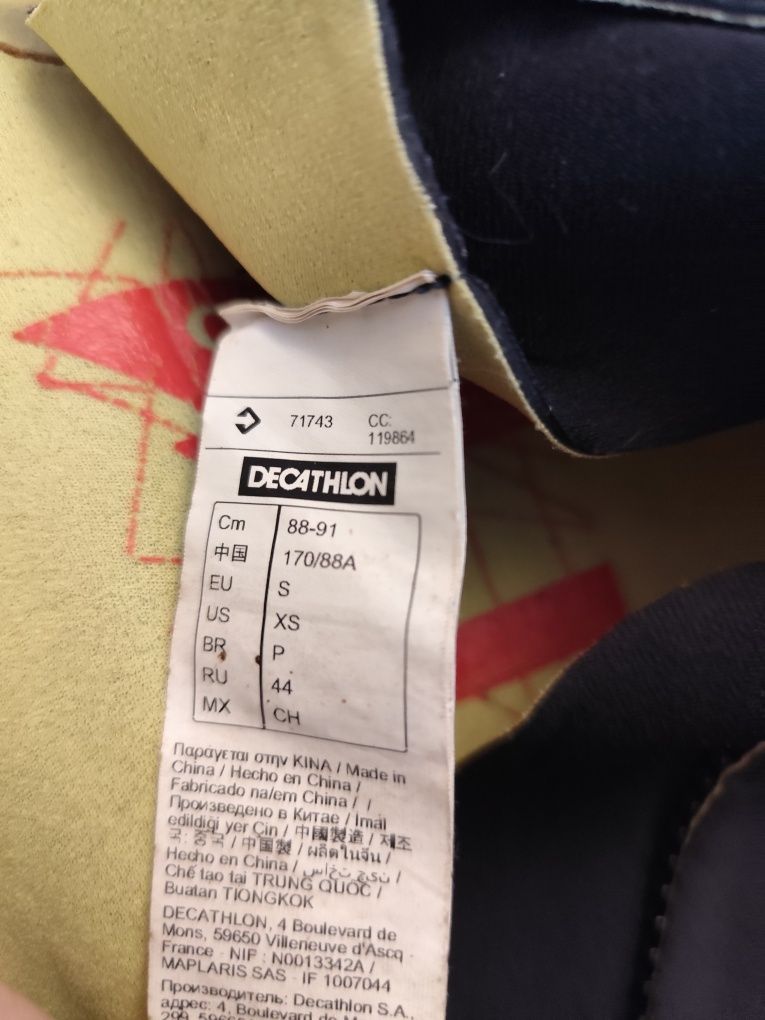 71743 CC:
119864
DECATHLON
Cm 88-91
中国 170/88A
EU S
US XS
BR P
RU 44
MX CH
Παράγεται στην ΚΙΝΑ / Made in
China / Hecho en China /
Fabricado na/em China / /
Произведено в Китае / İmal
edildiği yer Çin / 中國製造 / 제조
국: 중국 / 中国製 / ผลิตในจีน /
Hecho en China /
Chế tạo tại TRUNG QUỐC /
Buatan TIONGKOK
DECATHLON, 4 Boulevard de
Mons, 59650 Villeneuve d'Ascq -
France - NIF : N0013342A /
MAPLARIS SAS - IF 1007044
Производитель: Decathlon S.A.,
адрес: 4, Boulevard de
299